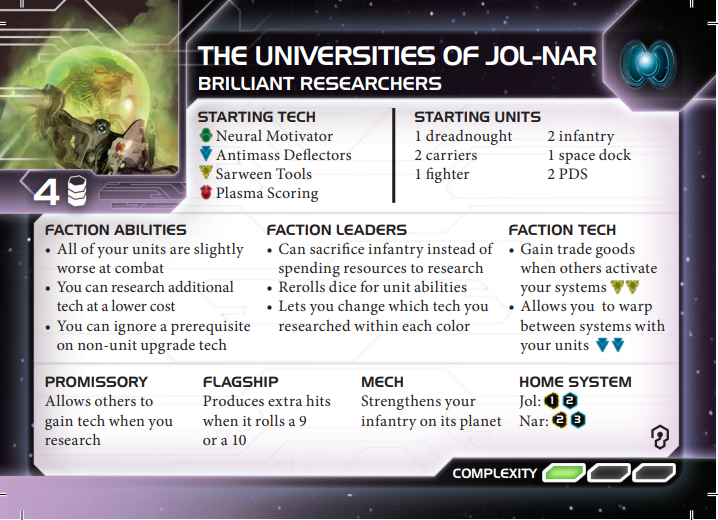 THE UNIVERSITIES OF JOL-NAR
BRILLIANT RESEARCHERS
4
STARTING TECH
Neural Motivator
Antimass Deflectors
Sarween Tools
Plasma Scoring
STARTING UNITS
1 dreadnought
2 carriers
1 fighter
2 infantry
1 space dock
2 PDS
FACTION ABILITIES
• All of your units are slightly
worse at combat
• You can research additional
tech at a lower cost
• You can ignore a prerequisite
on non-unit upgrade tech
FACTION LEADERS
• Can sacrifice infantry instead of
spending resources to research
• Rerolls dice for unit abilities
• Lets you change which tech you
researched within each color
FACTION TECH
• Gain trade goods
when others activate
your systems
• Allows you to warp
between systems with
your units
PROMISSORY
Allows others to
gain tech when you
research
FLAGSHIP
Produces extra hits
when it rolls a 9
or a 10
MECH
Strengthens your
infantry on its planet
HOME SYSTEM
Jol: 1 2
Nar: 2 3
COMPLEXITY